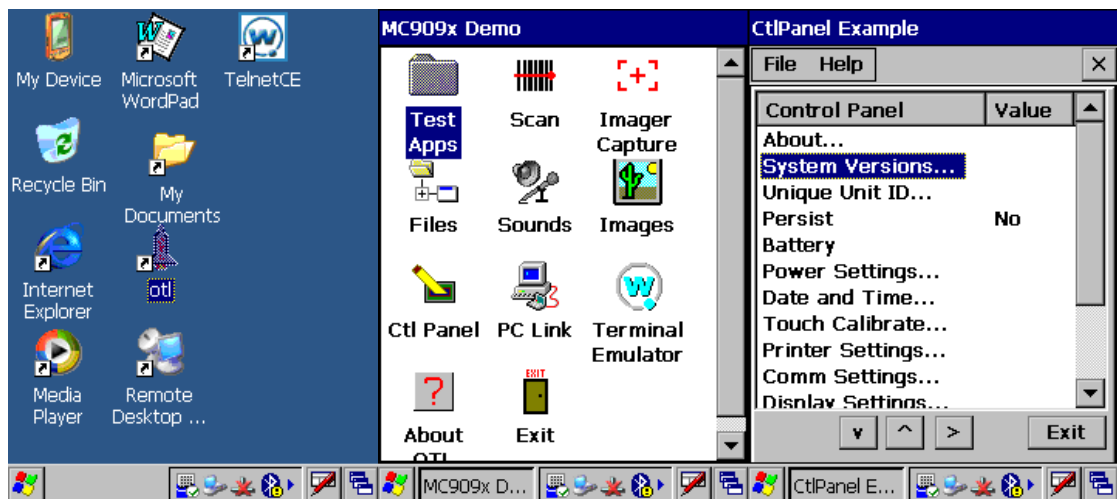 My Device
Microsoft
WordPad
TelnetCE
Recycle Bin
My
Documents
Internet
Explorer
otl
Media
Player
Remote
Desktop ...
MC909x Demo
Test
Apps
Scan
Imager
Capture
Files
Sounds
Images
Ctl Panel
PC Link
Terminal
Emulator
EXIT
About
OTL
Exit
MC909x D...
CtlPanel Example
File Help
Control Panel Value
About...
System Versions...
Unique Unit ID...
Persist No
Battery
Power Settings...
Date and Time...
Touch Calibrate...
Printer Settings...
Comm Settings...
Display Settings...
v ^ > Exit
CtlPanel E...